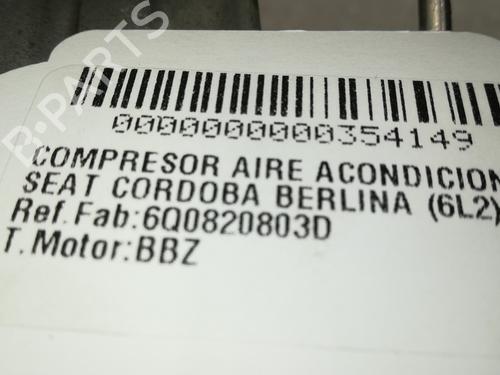 R-PARTS
0000000000354149
COMPRESOR AIRE ACONDICION
SEAT CORDOBA BERLINA (6L2)
Ref.Fab:6Q0820803D
T.Motor:BBZ